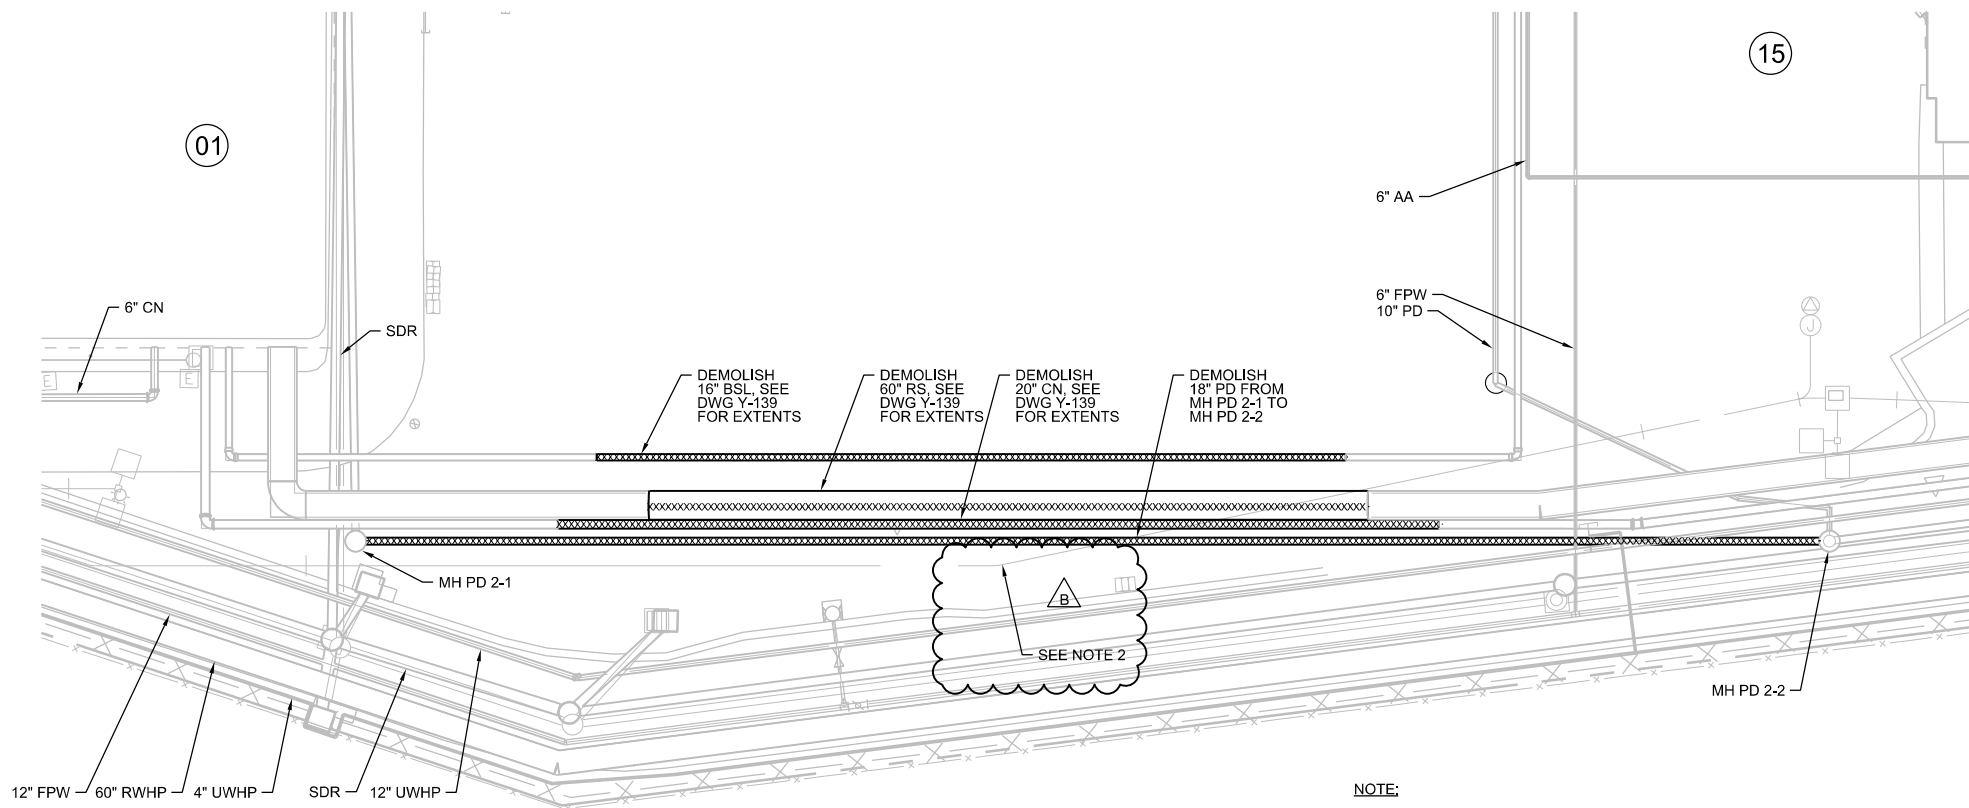 15
01
6" AA
6" CN
SDR
6" FPW
10" PD
J
E
E
DEMOLISH
16" BSL, SEE
DWG Y-139
FOR EXTENTS
DEMOLISH
60" RS, SEE
DWG Y-139
FOR EXTENTS
DEMOLISH
20" CN, SEE
DWG Y-139
FOR EXTENTS
DEMOLISH
18" PD FROM
MH PD 2-1 TO
MH PD 2-2
MH PD 2-1
B
SEE NOTE 2
MH PD 2-2
12" FPW
60" RWHP
4" UWHP
SDR
12" UWHP
NOTE: